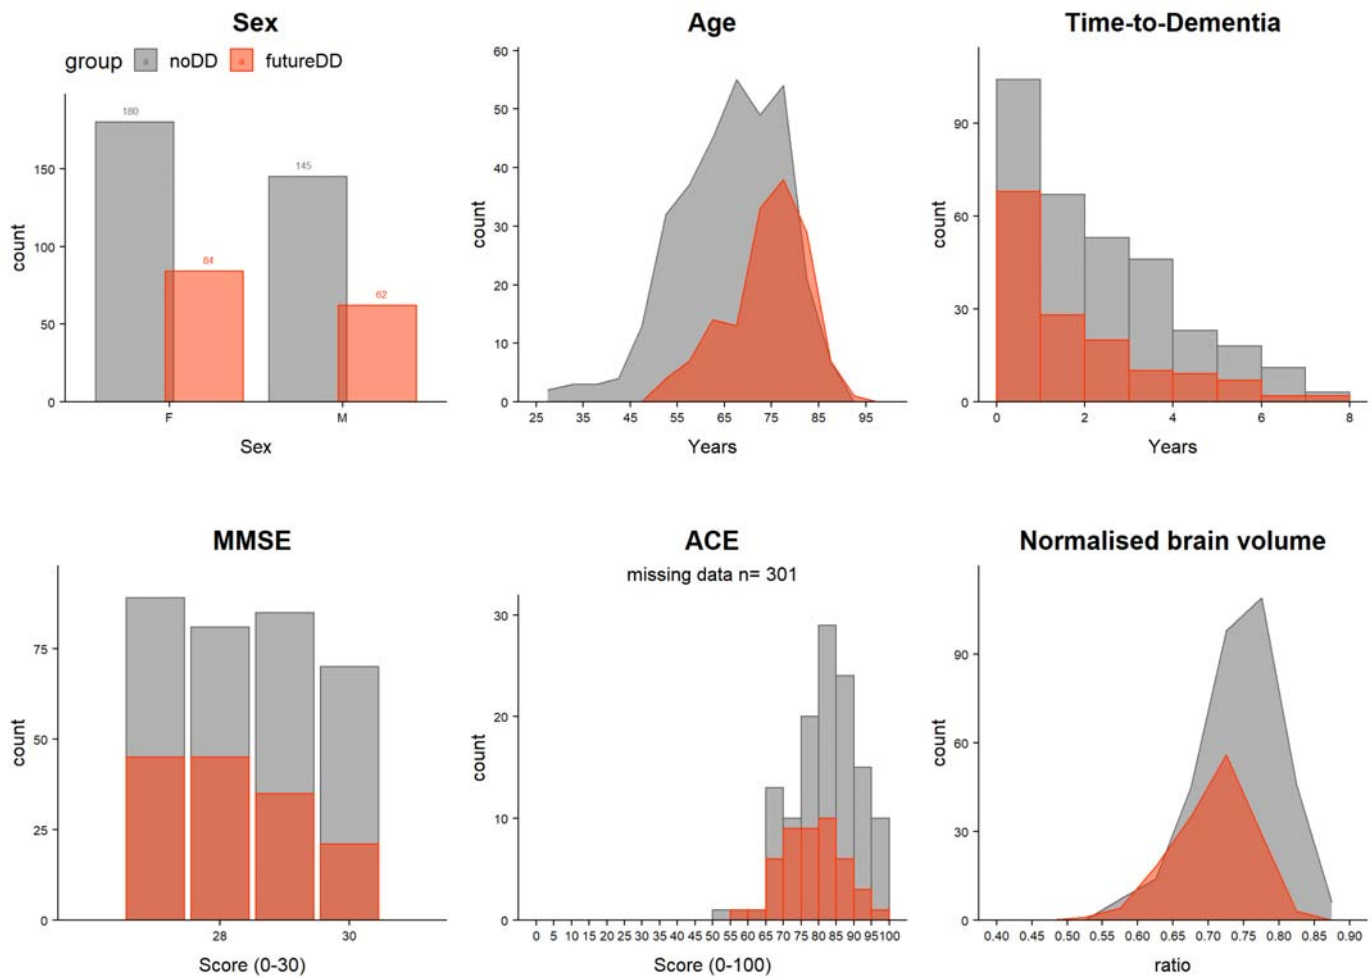 Sex
group a noDD a futureDD
count
150
100
50
0
180
84
145
62
F M
Sex
Age
count
60
50
40
30
20
10
0
25 35 45 55 65 75 85 95
Years
Time-to-Dementia
count
90
60
30
0
0 2 4 6 8
Years
MMSE
count
75
50
25
0
28 30
Score (0-30)
ACE
missing data n= 301
count
30
20
10
0
0 5 10 15 20 25 30 35 40 45 50 55 60 65 70 75 80 85 90 95 100
Score (0-100)
Normalised brain volume
count
90
60
30
0
0.40 0.45 0.50 0.55 0.60 0.65 0.70 0.75 0.80 0.85 0.90
ratio